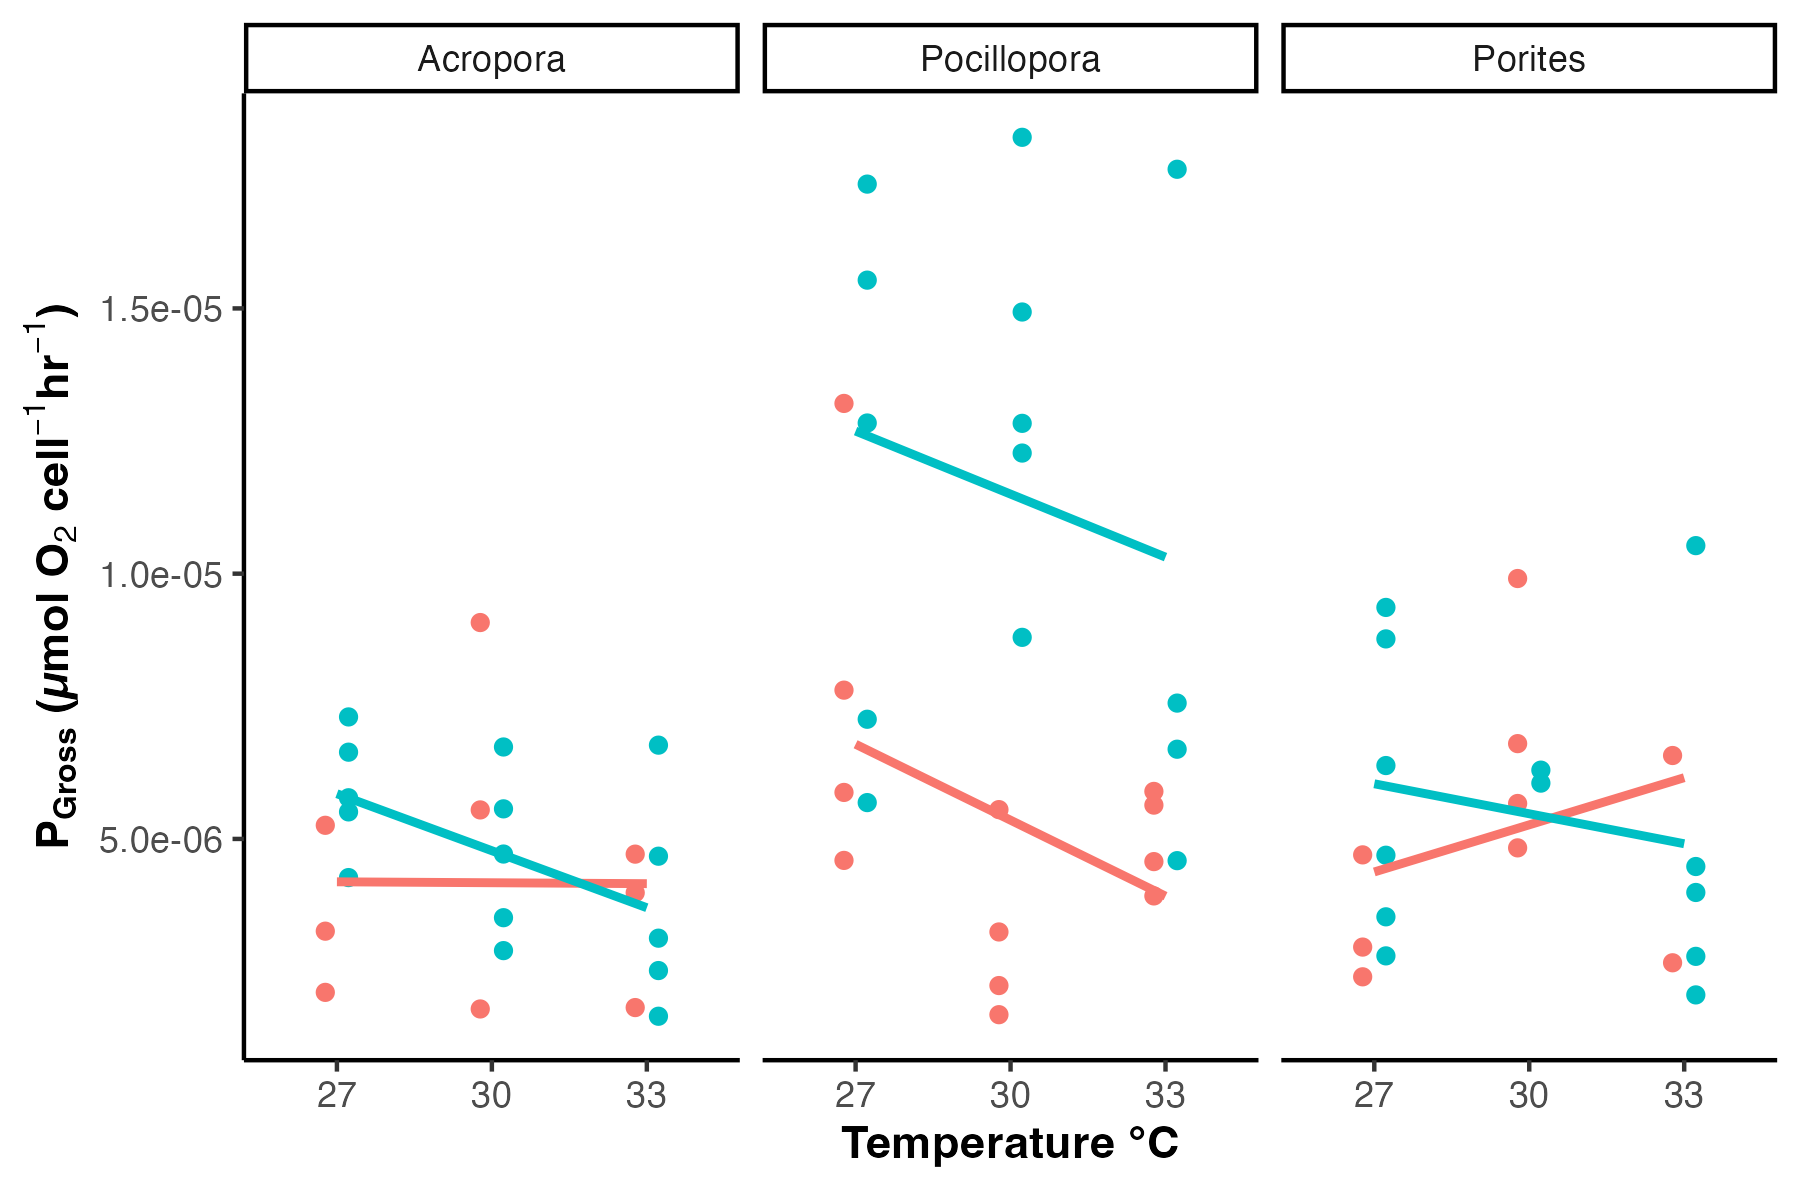 Acropora Pocillopora Porites
P_Gross (µmol O₂ cell⁻¹hr⁻¹)
1.5e-05
1.0e-05
5.0e-06
27 30 33 27 30 33 27 30 33
Temperature °C